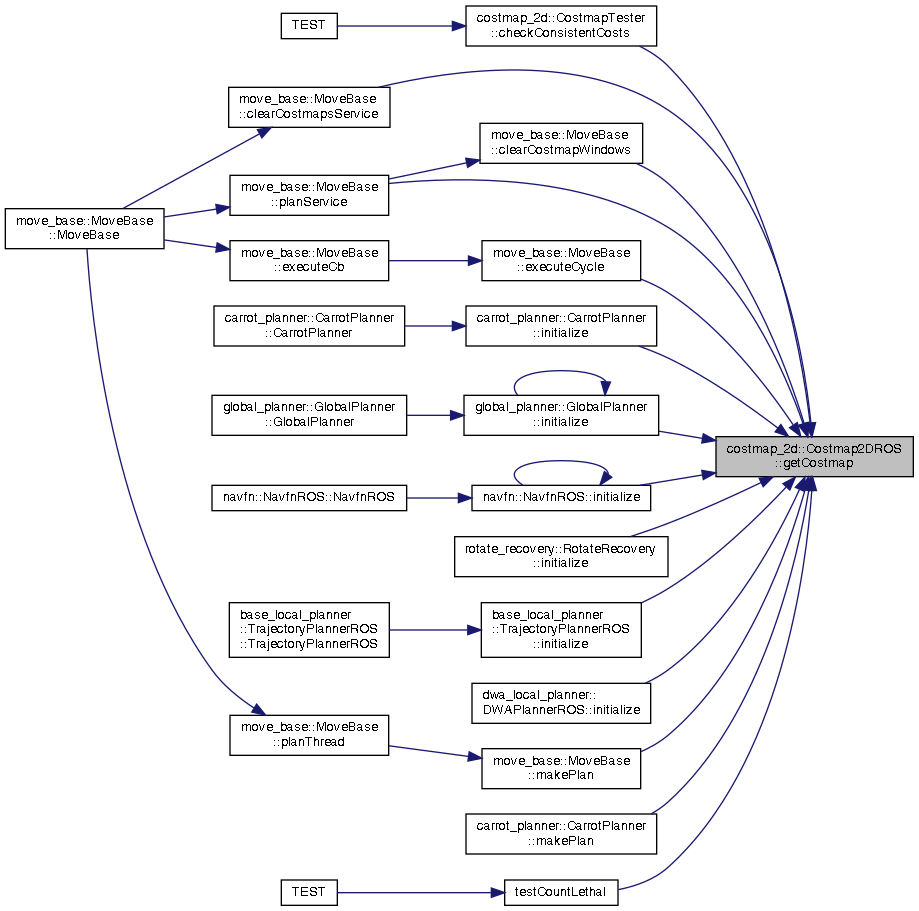 TEST
costmap_2d::CostmapTester
::checkConsistentCosts
move_base::MoveBase
::clearCostmapsService
move_base::MoveBase
::clearCostmapWindows
move_base::MoveBase
::planService
move_base::MoveBase
::MoveBase
move_base::MoveBase
::executeCb
move_base::MoveBase
::executeCycle
carrot_planner::CarrotPlanner
::CarrotPlanner
carrot_planner::CarrotPlanner
::initialize
global_planner::GlobalPlanner
::GlobalPlanner
global_planner::GlobalPlanner
::initialize
costmap_2d::Costmap2DROS
::getCostmap
navfn::NavfnROS::NavfnROS
navfn::NavfnROS::initialize
rotate_recovery::RotateRecovery
::initialize
base_local_planner
::TrajectoryPlannerROS
::TrajectoryPlannerROS
base_local_planner
::TrajectoryPlannerROS
::initialize
dwa_local_planner::
DWAPlannerROS::initialize
move_base::MoveBase
::planThread
move_base::MoveBase
::makePlan
carrot_planner::CarrotPlanner
::makePlan
TEST
testCountLethal